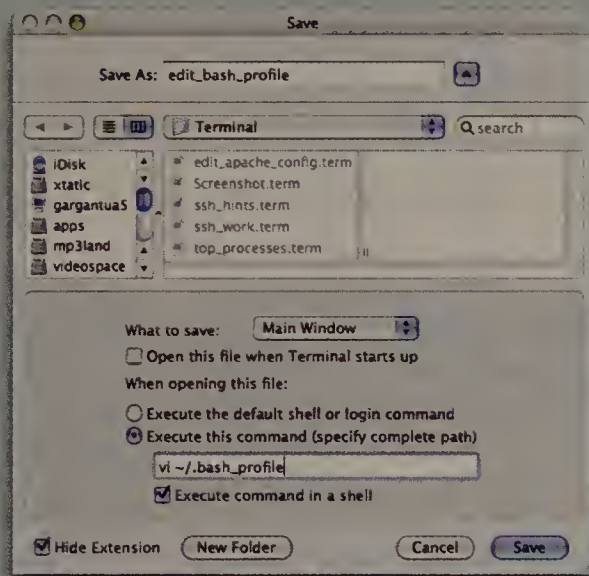 Save
Save As: edit_bash_profile
Terminal
search
iDisk
xtatic
gargantua5
apps
mp3land
videospace
edit_apache_config.term
Screenshot.term
ssh_hints.term
ssh_work.term
top_processes.term
What to save: Main Window
Open this file when Terminal starts up
When opening this file:
Execute the default shell or login command
Execute this command (specify complete path)
vi ~/.bash_profile
Execute command in a shell
Hide Extension New Folder Cancel Save